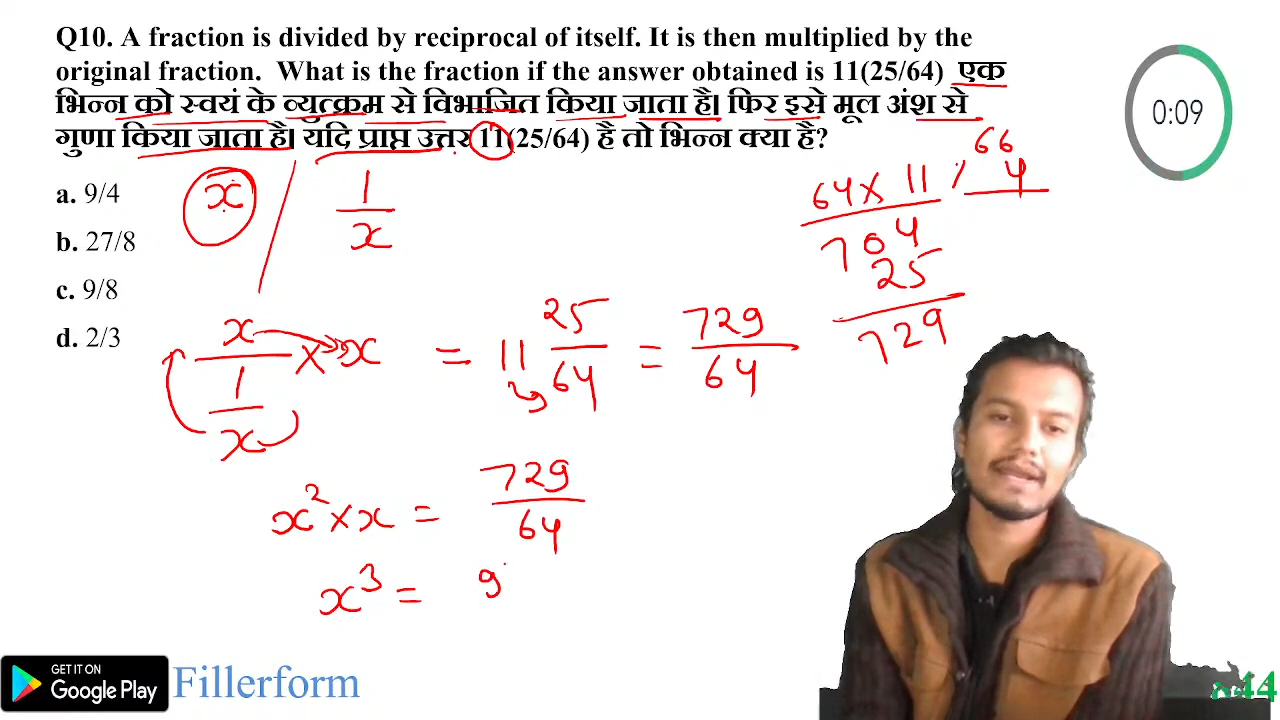 Q10. A fraction is divided by reciprocal of itself. It is then multiplied by the
original fraction. What is the fraction if the answer obtained is 11(25/64) एक
भिन्न को स्वयं के व्युत्क्रम से विभाजित किया जाता है। फिर इसे मूल अंश से
गुणा किया जाता है। यदि प्राप्त उत्तर 11(25/64) है तो भिन्न क्या है?
0:09
a. 9/4
b. 27/8
c. 9/8
d. 2/3
x / 1/x
64 x 11
66
4
704
25
729
x / (1/x) × x = 11 25/64 = 729/64
x² × x = 729/64
x³ = 9
GET IT ON
Google Play
Fillerform